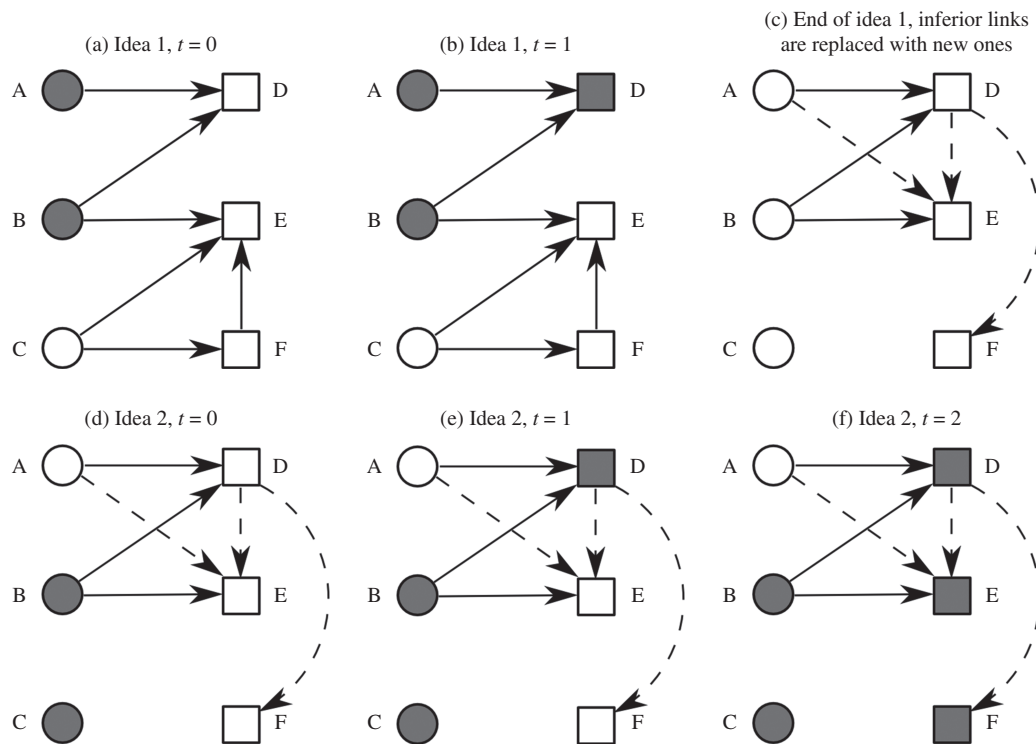 (a) Idea 1, t = 0
A
D
B
E
C
F
(b) Idea 1, t = 1
A
D
B
E
C
F
(c) End of idea 1, inferior links
are replaced with new ones
A
D
B
E
C
F
(d) Idea 2, t = 0
A
D
B
E
C
F
(e) Idea 2, t = 1
A
D
B
E
C
F
(f) Idea 2, t = 2
A
D
B
E
C
F